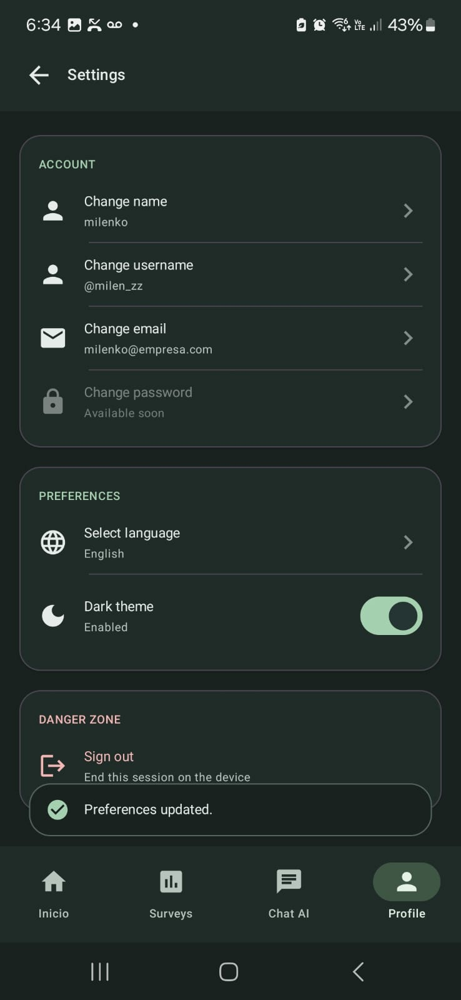 6:34
Vo LTE 43%
Settings
ACCOUNT
Change name
milenko
Change username
@milen_zz
Change email
milenko@empresa.com
Change password
Available soon
PREFERENCES
Select language
English
Dark theme
Enabled
DANGER ZONE
Sign out
End this session on the device
Preferences updated.
Inicio Surveys Chat AI Profile